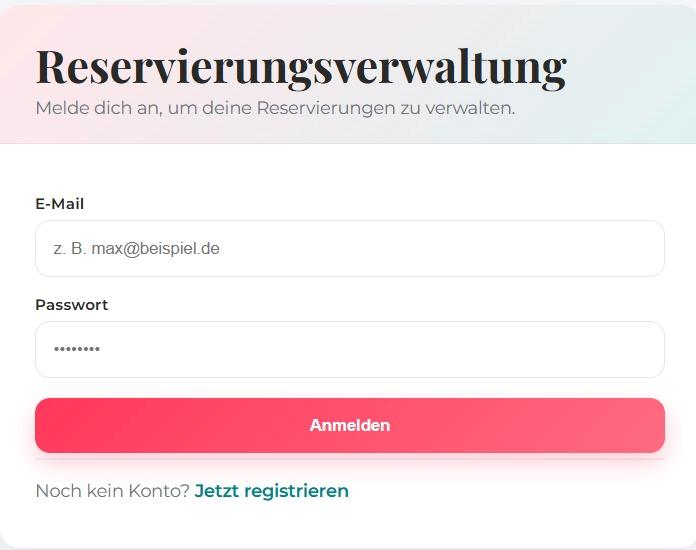 Reservierungsverwaltung
Melde dich an, um deine Reservierungen zu verwalten.
E-Mail
z. B. max@beispiel.de
Passwort
••••••••
Anmelden
Noch kein Konto? Jetzt registrieren